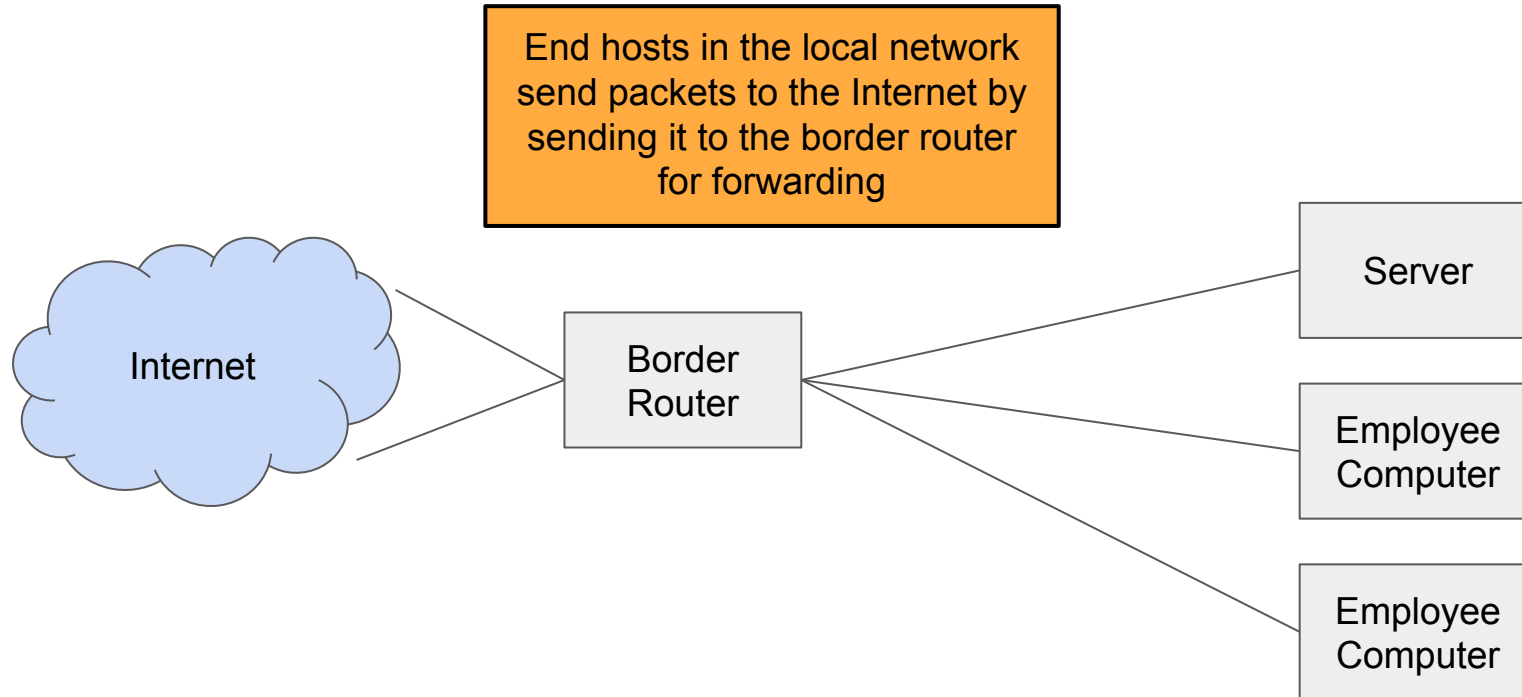 End hosts in the local network
send packets to the Internet by
sending it to the border router
for forwarding
Internet
Border
Router
Server
Employee
Computer
Employee
Computer